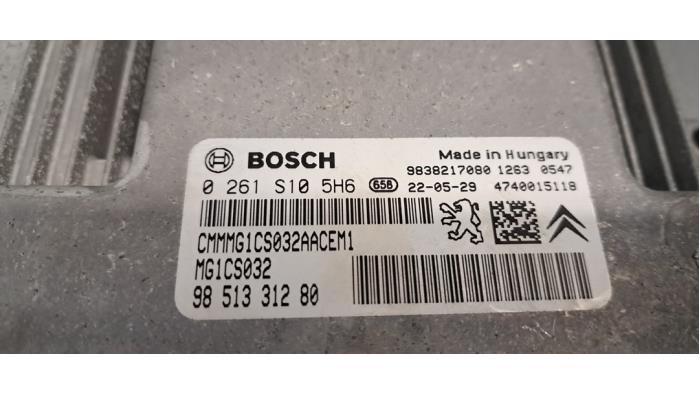 BOSCH
Made in Hungary
9838217080 1263 0547
0 261 S10 5H6 65B 22-05-29 4740015118
CMMMG1CS032AACEM1
MG1CS032
98 513 312 80